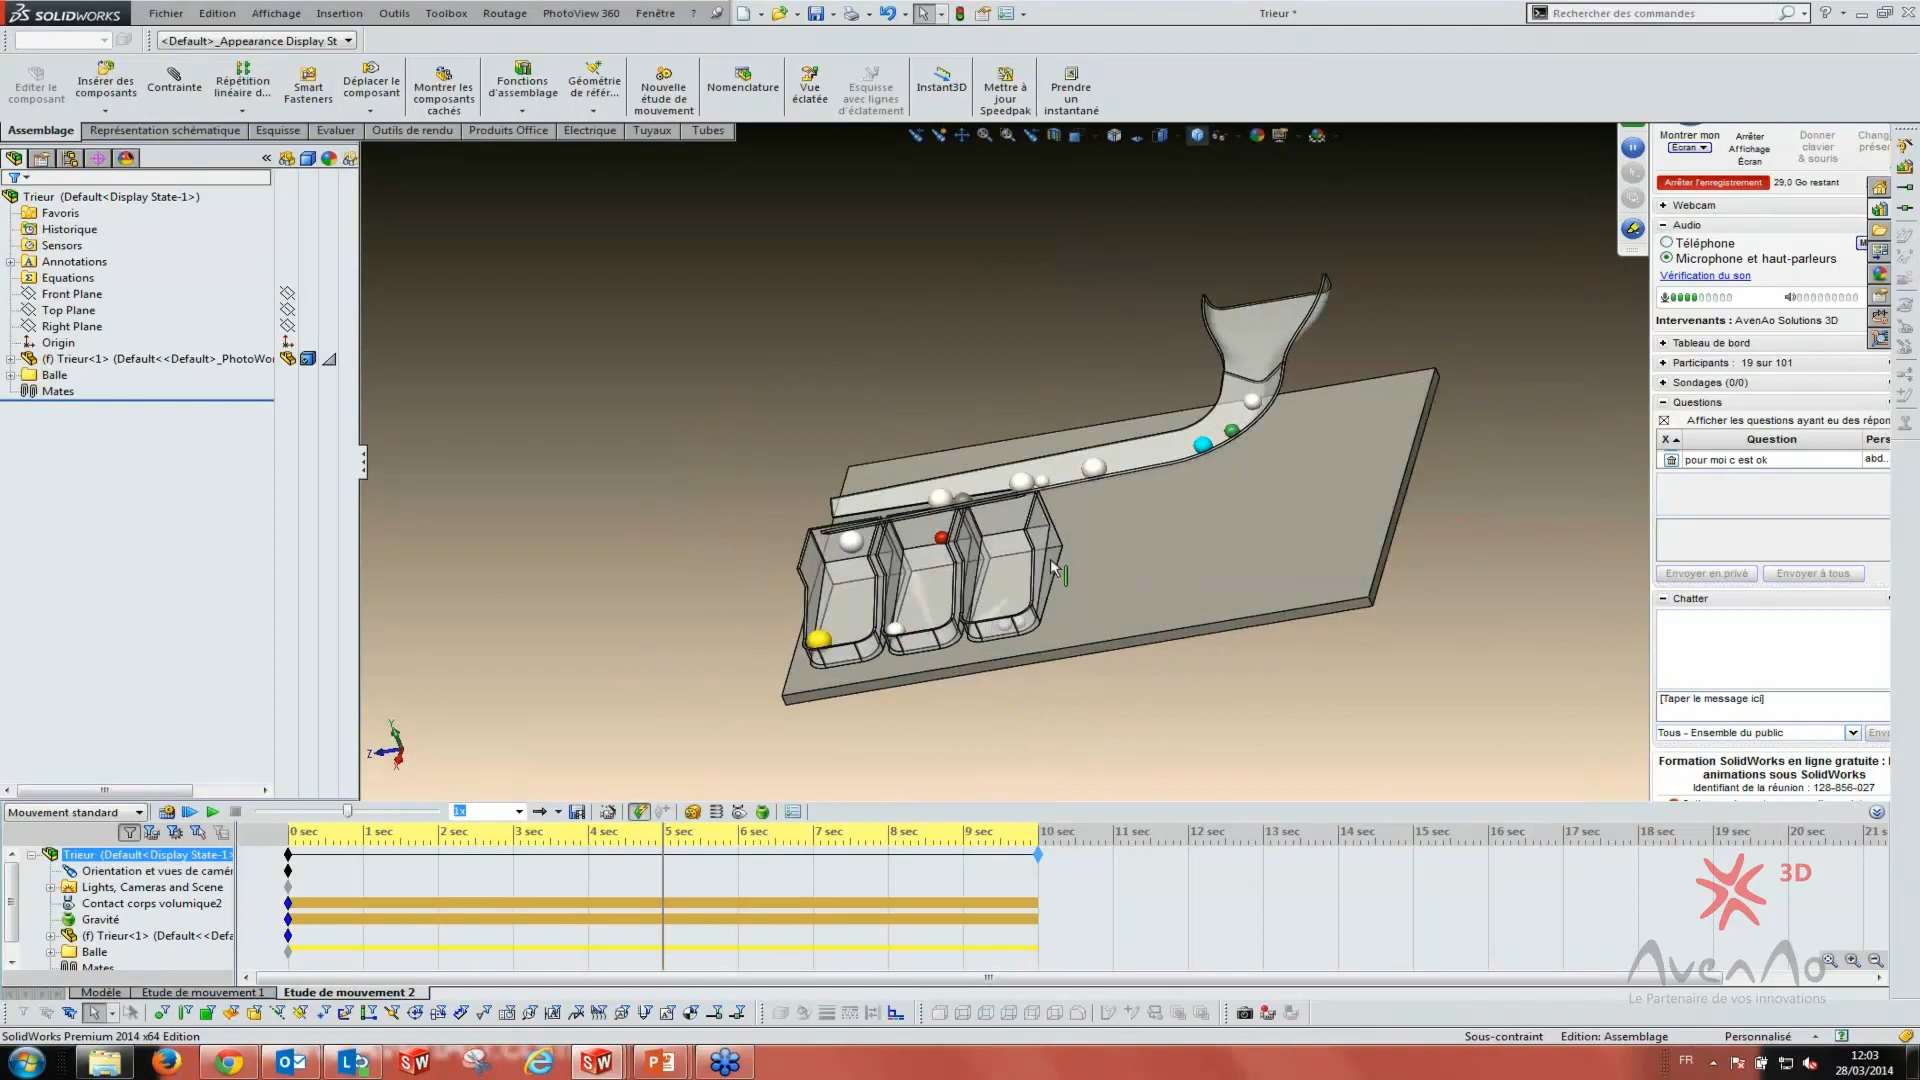 SOLIDWORKS
Fichier Edition Affichage Insertion Outils Toolbox Routage PhotoView 360 Fenêtre ?
Trieur *
Rechercher des commandes
<Default>_Appearance Display St
Editer le composant
Insérer des composants
Contrainte
Répétition linéaire d...
Smart Fasteners
Déplacer le composant
Montrer les composants cachés
Fonctions d'assemblage
Géométrie de référ...
Nouvelle étude de mouvement
Nomenclature
Vue éclatée
Esquisse avec lignes d'éclatement
Instant3D
Mettre à jour Speedpak
Prendre un instantané
Assemblage Représentation schématique Esquisse Evaluer Outils de rendu Produits Office Electrique Tuyaux Tubes
Trieur (Default<Display State-1>)
Favoris
Historique
Sensors
Annotations
Equations
Front Plane
Top Plane
Right Plane
Origin
(f) Trieur<1> (Default<<Default>_PhotoWor
Balle
Mates
Montrer mon Ecran
Arrêter Affichage Écran
Donner clavier & souris
Chang prése
Arrêter l'enregistrement 29,0 Go restant
Webcam
Audio
Téléphone
Microphone et haut-parleurs
Vérification du son
Intervenants : AvenAo Solutions 3D
Tableau de bord
Participants : 19 sur 101
Sondages (0/0)
Questions
Afficher les questions ayant eu des répon
X Question Pers
pour moi c est ok abd...
Envoyer en privé Envoyer à tous
Chatter
[Taper le message ici]
Tous - Ensemble du public Envo
Formation SolidWorks en ligne gratuite :
animations sous SolidWorks
Identifiant de la réunion : 128-856-027
Z Y X
Mouvement standard 1x
0 sec 1 sec 2 sec 3 sec 4 sec 5 sec 6 sec 7 sec 8 sec 9 sec 10 sec 11 sec 12 sec 13 sec 14 sec 15 sec 16 sec 17 sec 18 sec 19 sec 20 sec 21 s
Trieur (Default<Display State-1>
Orientation et vues de camér
Lights, Cameras and Scene
Contact corps volumique2
Gravité
(f) Trieur<1> (Default<<Defa
Balle
Mates
3D
AvenAo
Le Partenaire de vos innovations
Modèle Etude de mouvement 1 Etude de mouvement 2
SolidWorks Premium 2014 x64 Edition
Sous-contraint Edition: Assemblage Personnalisé
FR
12:03
28/03/2014